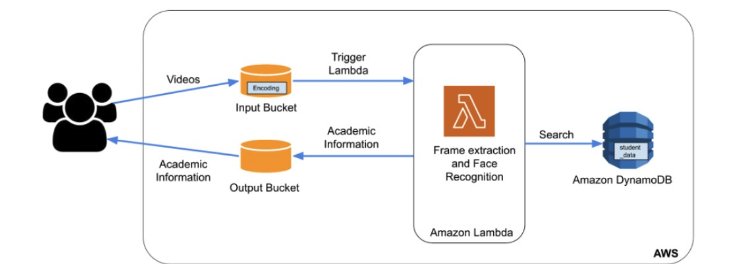 Videos
Encoding
Input Bucket
Trigger
Lambda
Academic
Information
Output Bucket
Academic
Information
Frame extraction
and Face
Recognition
Amazon Lambda
Search
student
_data
Amazon DynamoDB
AWS